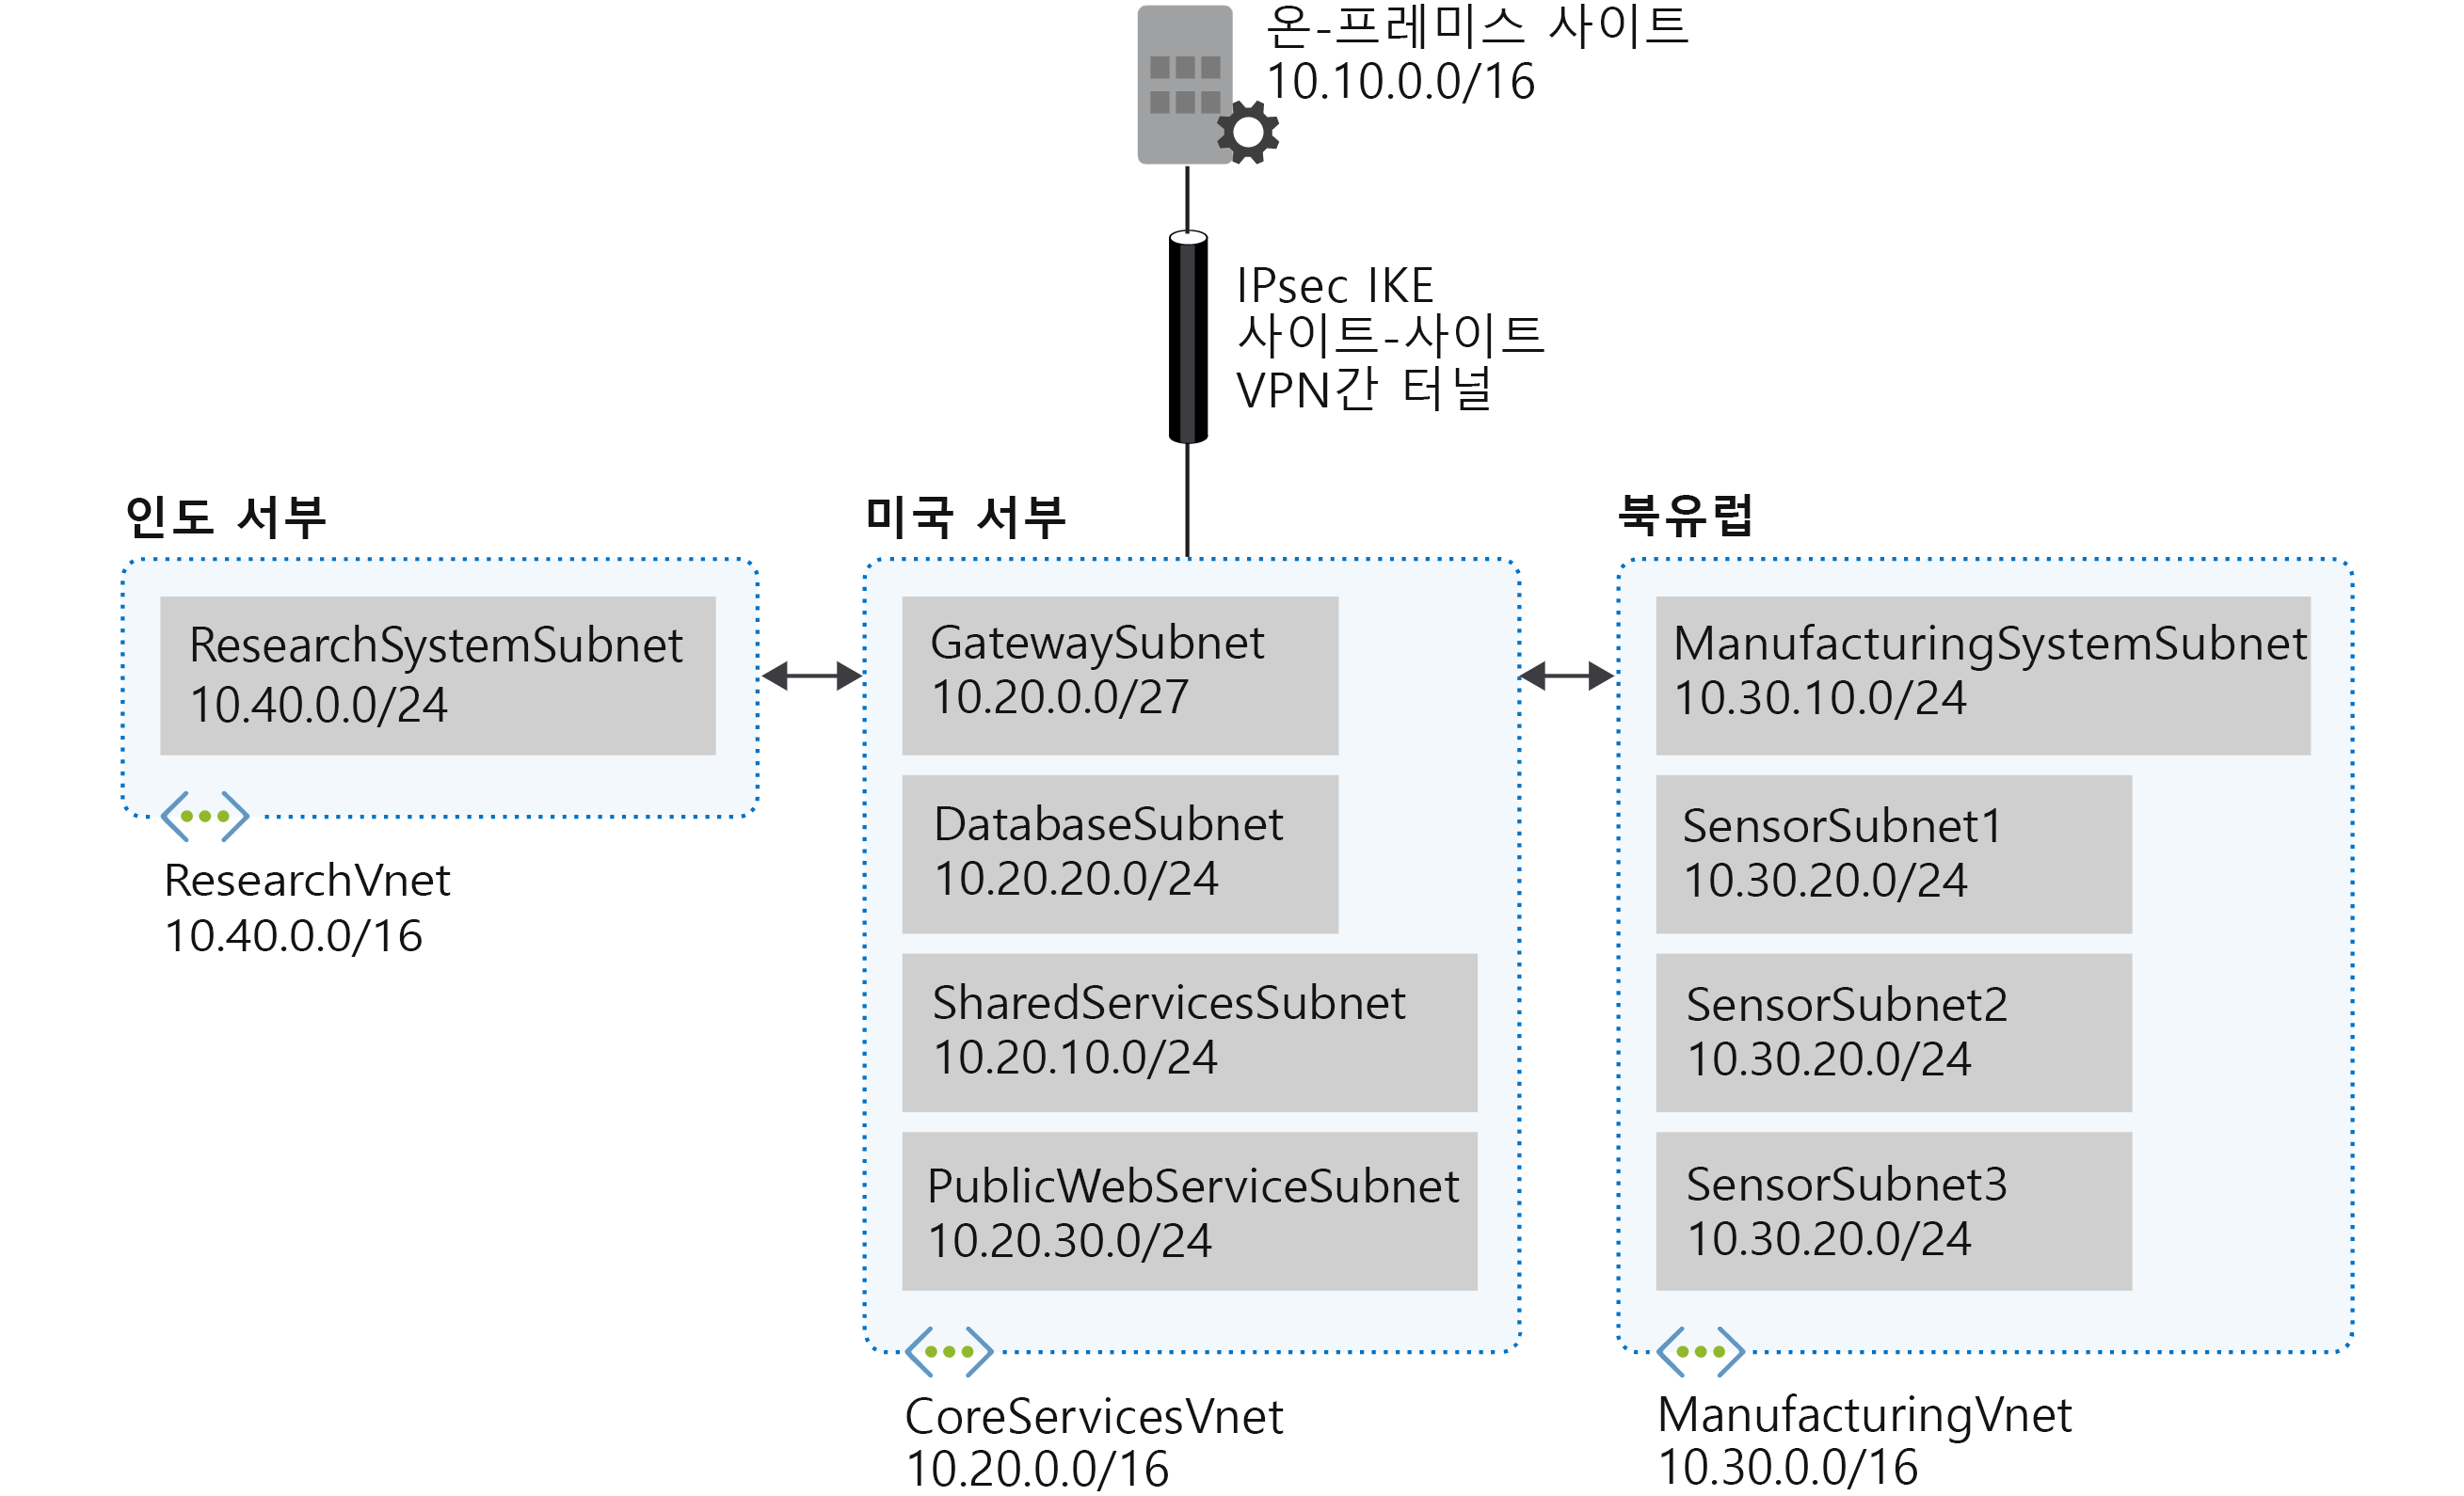 온-프레미스 사이트
10.10.0.0/16
IPsec IKE
사이트-사이트
VPN간 터널
인도 서부
ResearchSystemSubnet
10.40.0.0/24
ResearchVnet
10.40.0.0/16
미국 서부
GatewaySubnet
10.20.0.0/27
DatabaseSubnet
10.20.20.0/24
SharedServicesSubnet
10.20.10.0/24
PublicWebServiceSubnet
10.20.30.0/24
CoreServicesVnet
10.20.0.0/16
북유럽
ManufacturingSystemSubnet
10.30.10.0/24
SensorSubnet1
10.30.20.0/24
SensorSubnet2
10.30.20.0/24
SensorSubnet3
10.30.20.0/24
ManufacturingVnet
10.30.0.0/16